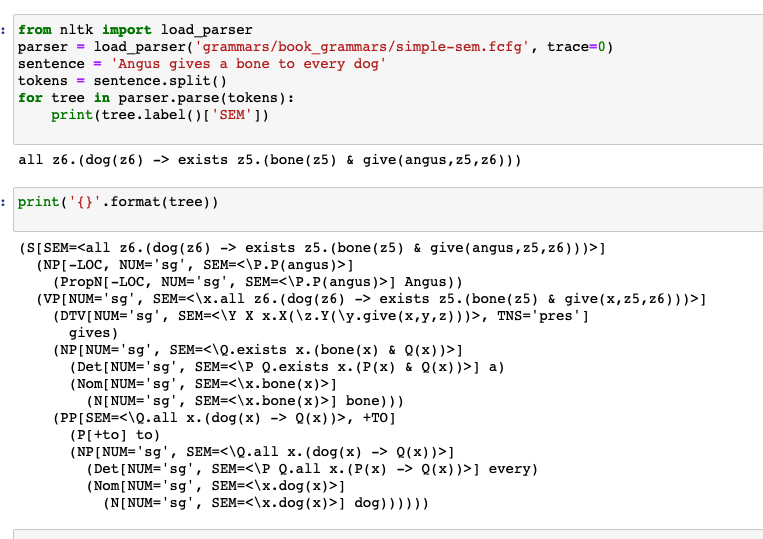 : from nltk import load_parser
parser = load_parser('grammars/book_grammars/simple-sem.fcfg', trace=0)
sentence = 'Angus gives a bone to every dog'
tokens = sentence.split()
for tree in parser.parse(tokens):
    print(tree.label()['SEM'])
all z6.(dog(z6) -> exists z5.(bone(z5) & give(angus,z5,z6)))
: print('{}'.format(tree))
(S[SEM=<all z6.(dog(z6) -> exists z5.(bone(z5) & give(angus,z5,z6)))>]
  (NP[-LOC, NUM='sg', SEM=<\P.P(angus)>]
    (PropN[-LOC, NUM='sg', SEM=<\P.P(angus)>] Angus))
  (VP[NUM='sg', SEM=<\x.all z6.(dog(z6) -> exists z5.(bone(z5) & give(x,z5,z6)))>]
    (DTV[NUM='sg', SEM=<\Y X x.X(\z.Y(\y.give(x,y,z)))>, TNS='pres']
      gives)
    (NP[NUM='sg', SEM=<\Q.exists x.(bone(x) & Q(x))>]
      (Det[NUM='sg', SEM=<\P Q.exists x.(P(x) & Q(x))>] a)
      (Nom[NUM='sg', SEM=<\x.bone(x)>]
        (N[NUM='sg', SEM=<\x.bone(x)>] bone)))
    (PP[SEM=<\Q.all x.(dog(x) -> Q(x))>, +TO]
      (P[+to] to)
      (NP[NUM='sg', SEM=<\Q.all x.(dog(x) -> Q(x))>]
        (Det[NUM='sg', SEM=<\P Q.all x.(P(x) -> Q(x))>] every)
        (Nom[NUM='sg', SEM=<\x.dog(x)>]
          (N[NUM='sg', SEM=<\x.dog(x)>] dog))))))